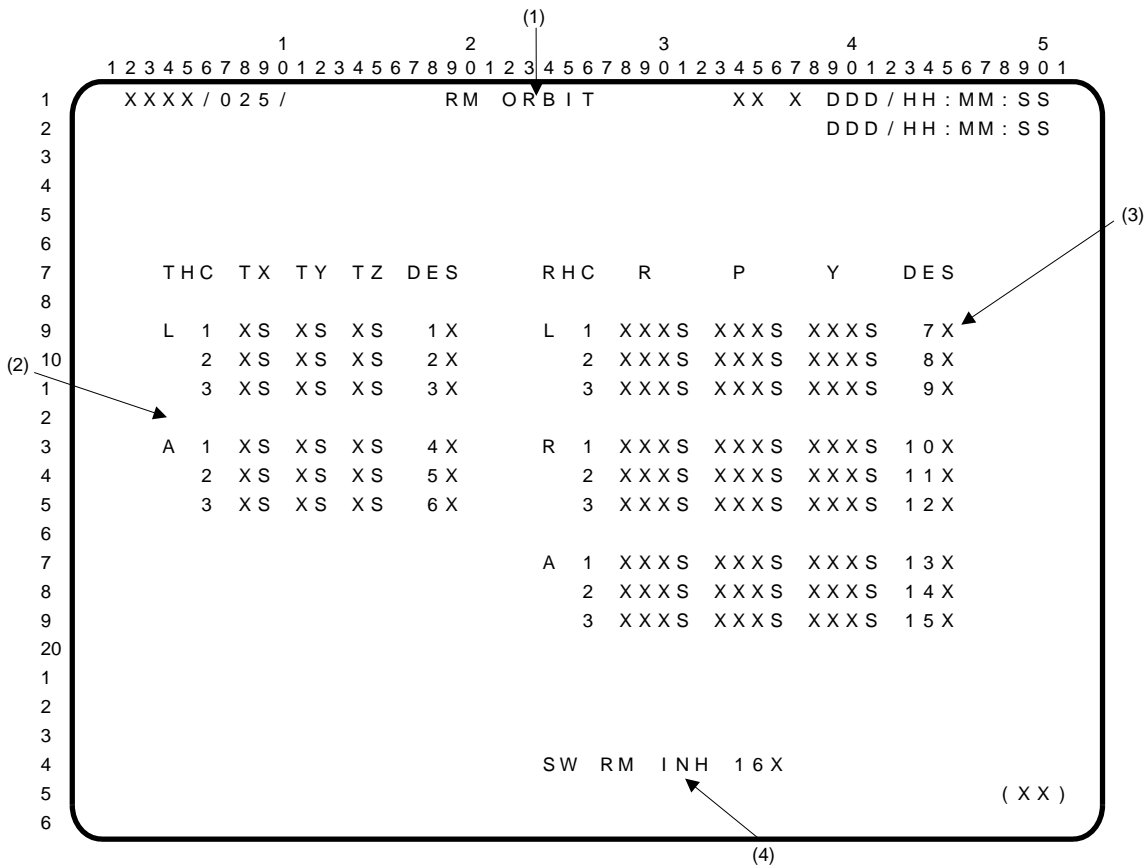 (1)
1 2 3 4 5
1 2 3 4 5 6 7 8 9 0 1 2 3 4 5 6 7 8 9 0 1 2 3 4 5 6 7 8 9 0 1 2 3 4 5 6 7 8 9 0 1 2 3 4 5 6 7 8 9 0 1
1 XXXX/025/ RM ORBIT XX X DDD/HH:MM:SS
2 DDD/HH:MM:SS
3
4
5
(3)
6
7 THC TX TY TZ DES RHC R P Y DES
8
9 L 1 XS XS XS 1X L 1 XXXS XXXS XXXS 7X
(2) 10 2 XS XS XS 2X 2 XXXS XXXS XXXS 8X
1 3 XS XS XS 3X 3 XXXS XXXS XXXS 9X
2
3 A 1 XS XS XS 4X R 1 XXXS XXXS XXXS 10X
4 2 XS XS XS 5X 2 XXXS XXXS XXXS 11X
5 3 XS XS XS 6X 3 XXXS XXXS XXXS 12X
6
7 A 1 XXXS XXXS XXXS 13X
8 2 XXXS XXXS XXXS 14X
9 3 XXXS XXXS XXXS 15X
20
1
2
3
4 SW RM INH 16X
5 (XX)
6
(4)